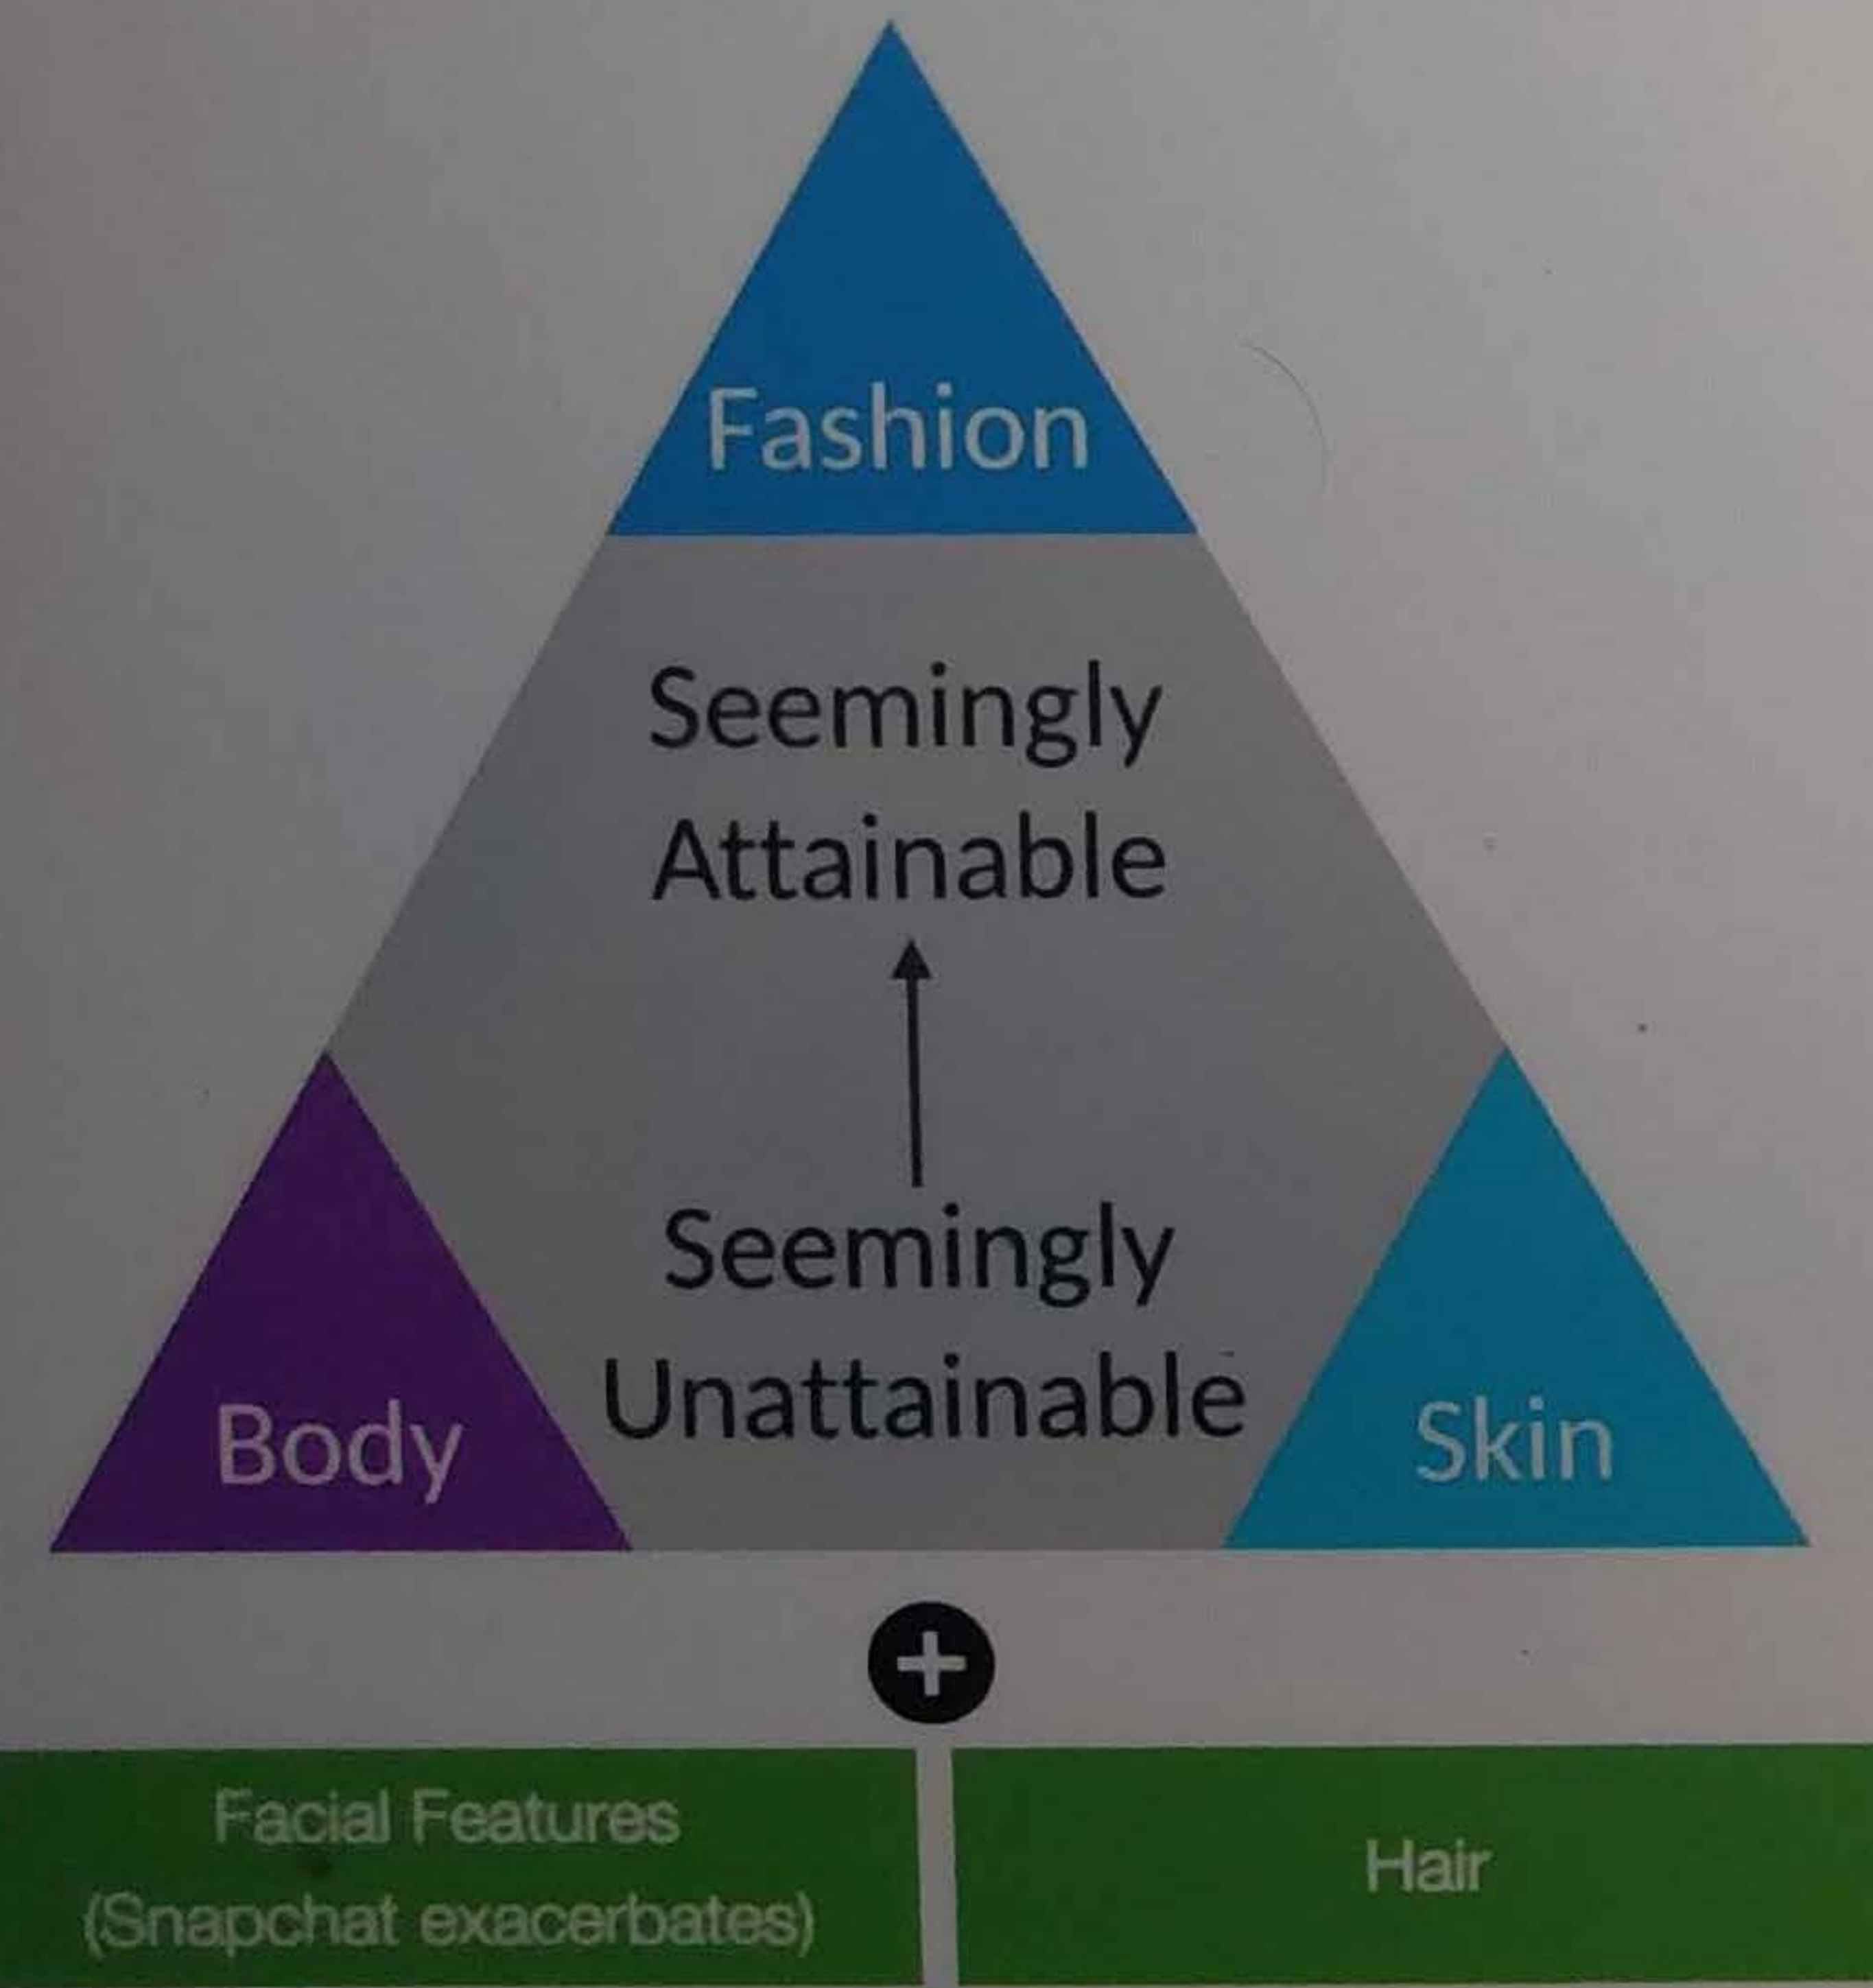 Fashion
Seemingly
Attainable
Seemingly
Unattainable
Body
Skin
+
Facial Features
(Snapchat exacerbates)
Hair